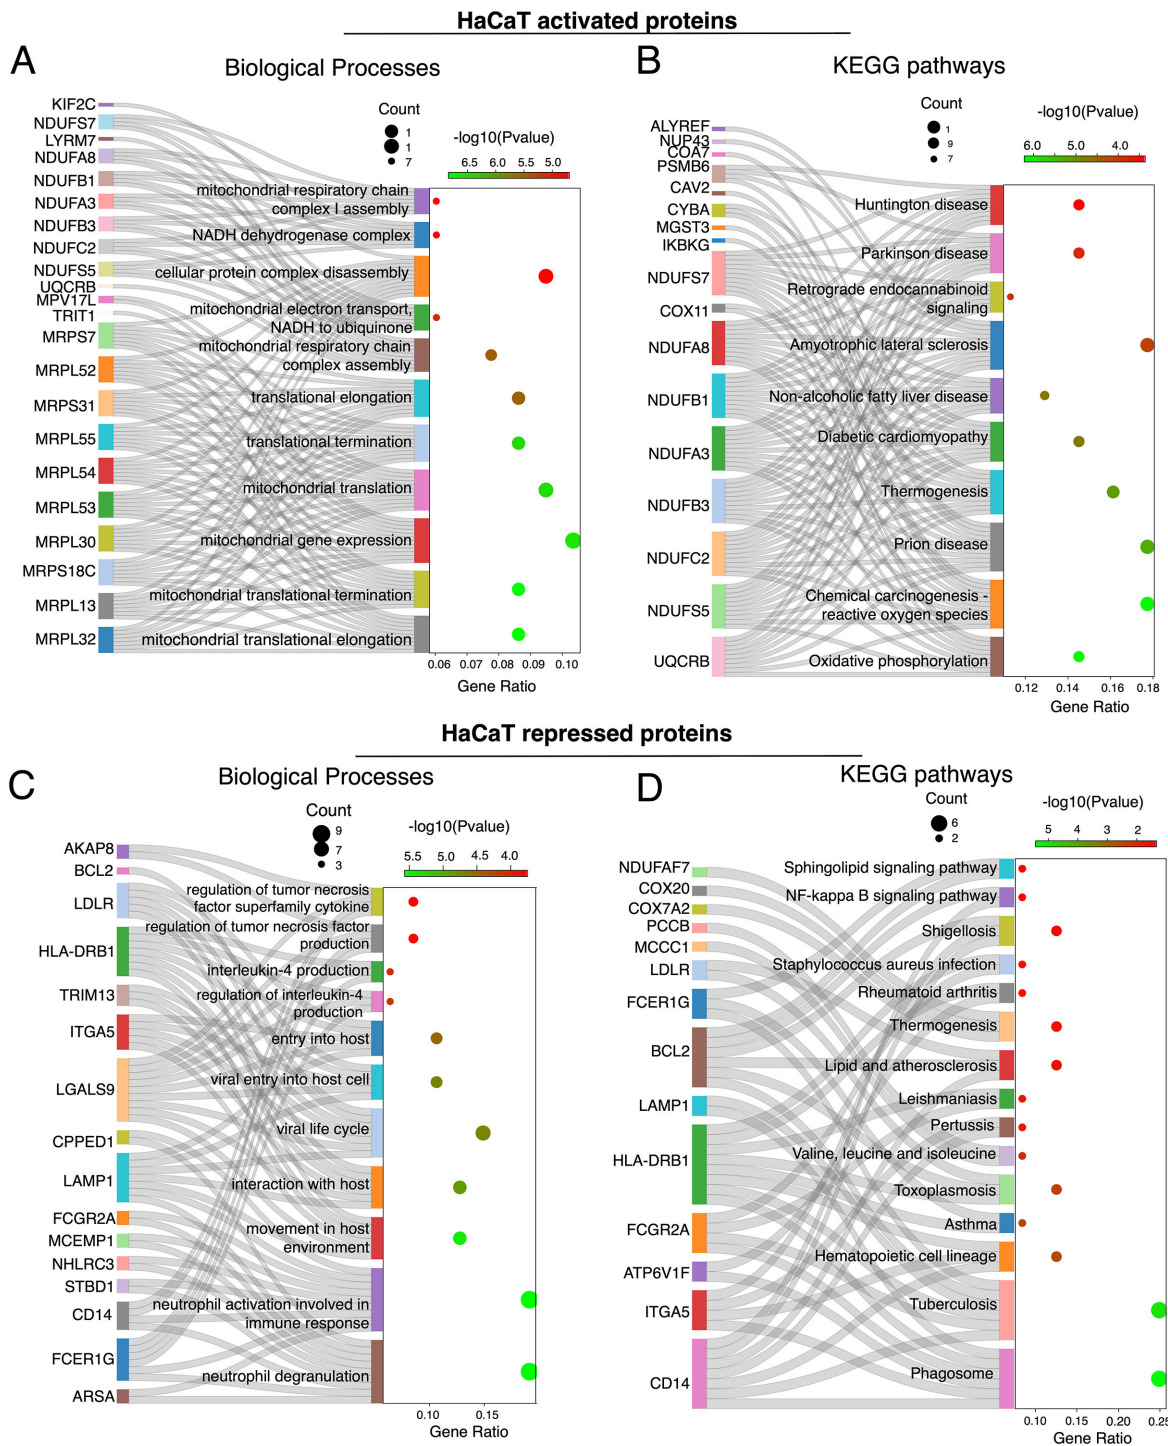 HaCaT activated proteins
A
Biological Processes
KIF2C
NDUFS7
LYRM7
NDUFA8
NDUFB1
NDUFA3
NDUFB3
NDUFC2
NDUFS5
UQCRB
MPV17L
TRIT1
MRPS7
MRPL52
MRPS31
MRPL55
MRPL54
MRPL53
MRPL30
MRPS18C
MRPL13
MRPL32
Count
1
1
7
-log10(Pvalue)
6.5 6.0 5.5 5.0
mitochondrial respiratory chain
complex I assembly
NADH dehydrogenase complex
cellular protein complex disassembly
mitochondrial electron transport,
NADH to ubiquinone
mitochondrial respiratory chain
complex assembly
translational elongation
translational termination
mitochondrial translation
mitochondrial gene expression
mitochondrial translational termination
mitochondrial translational elongation
0.06 0.07 0.08 0.09 0.10
Gene Ratio
B
KEGG pathways
ALYREF
NUP43
COA7
PSMB6
CAV2
CYBA
MGST3
IKBKG
NDUFS7
COX11
NDUFA8
NDUFB1
NDUFA3
NDUFB3
NDUFC2
NDUFS5
UQCRB
Count
1
9
7
-log10(Pvalue)
6.0 5.0 4.0
Huntington disease
Parkinson disease
Retrograde endocannabinoid
signaling
Amyotrophic lateral sclerosis
Non-alcoholic fatty liver disease
Diabetic cardiomyopathy
Thermogenesis
Prion disease
Chemical carcinogenesis -
reactive oxygen species
Oxidative phosphorylation
0.12 0.14 0.16 0.18
Gene Ratio
HaCaT repressed proteins
C
Biological Processes
AKAP8
BCL2
LDLR
HLA-DRB1
TRIM13
ITGA5
LGALS9
CPPED1
LAMP1
FCGR2A
MCEMP1
NHLRC3
STBD1
CD14
FCER1G
ARSA
Count
9
7
3
-log10(Pvalue)
5.5 5.0 4.5 4.0
regulation of tumor necrosis
factor superfamily cytokine
regulation of tumor necrosis factor
production
interleukin-4 production
regulation of interleukin-4
production
entry into host
viral entry into host cell
viral life cycle
interaction with host
movement in host
environment
neutrophil activation involved in
immune response
neutrophil degranulation
0.10 0.15
Gene Ratio
D
KEGG pathways
NDUFAF7
COX20
COX7A2
PCCB
MCCC1
LDLR
FCER1G
BCL2
LAMP1
HLA-DRB1
FCGR2A
ATP6V1F
ITGA5
CD14
Count
6
2
-log10(Pvalue)
5 4 3 2
Sphingolipid signaling pathway
NF-kappa B signaling pathway
Shigellosis
Staphylococcus aureus infection
Rheumatoid arthritis
Thermogenesis
Lipid and atherosclerosis
Leishmaniasis
Pertussis
Valine, leucine and isoleucine
Toxoplasmosis
Asthma
Hematopoietic cell lineage
Tuberculosis
Phagosome
0.10 0.15 0.20 0.25
Gene Ratio